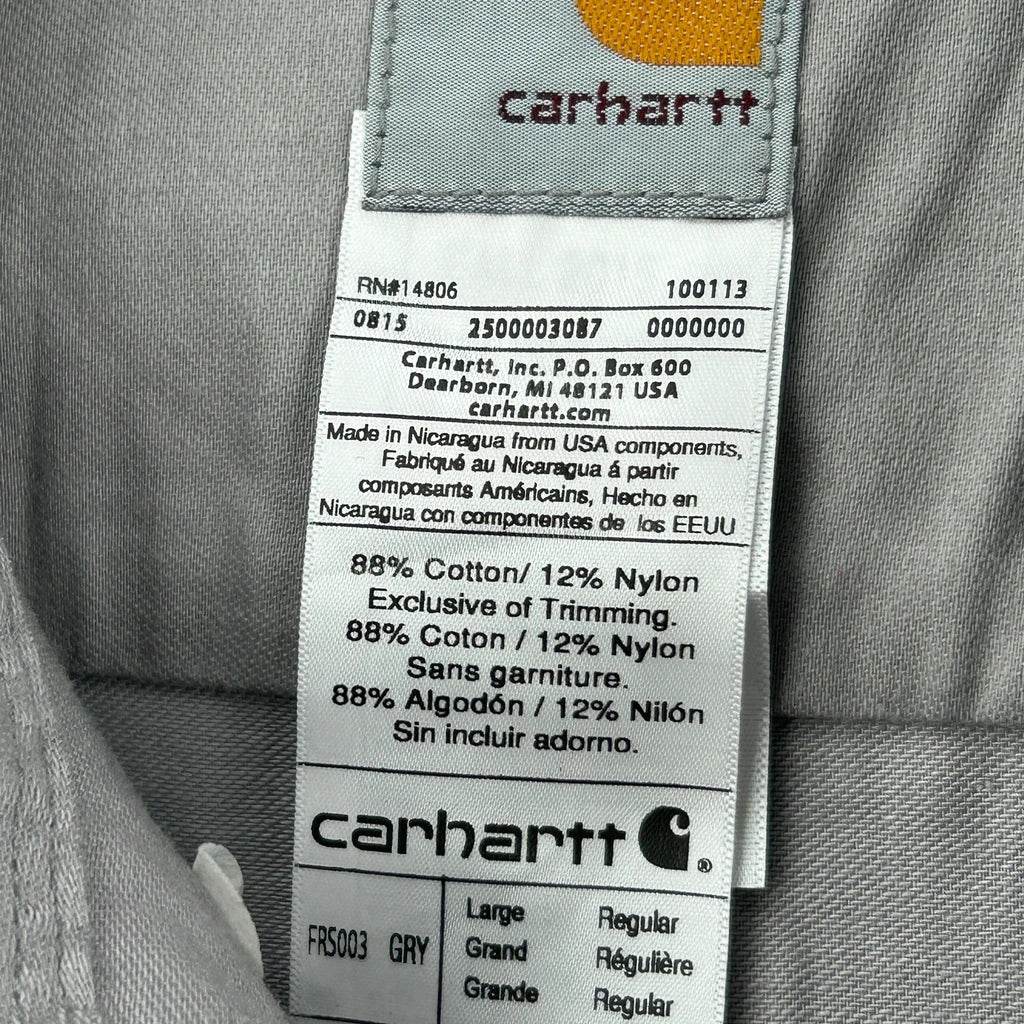 carhartt
RN#14806 100113
0815 2500003087 0000000
Carhartt, Inc. P.O. Box 600
Dearborn, MI 48121 USA
carhartt.com
Made in Nicaragua from USA components,
Fabriqué au Nicaragua á partir
composants Américains, Hecho en
Nicaragua con componentes de los EEUU
88% Cotton/ 12% Nylon
Exclusive of Trimming.
88% Coton / 12% Nylon
Sans garniture.
88% Algodón / 12% Nilón
Sin incluir adorno.
carhartt ®
FRS003 GRY
Large Regular
Grand Régulière
Grande Regular